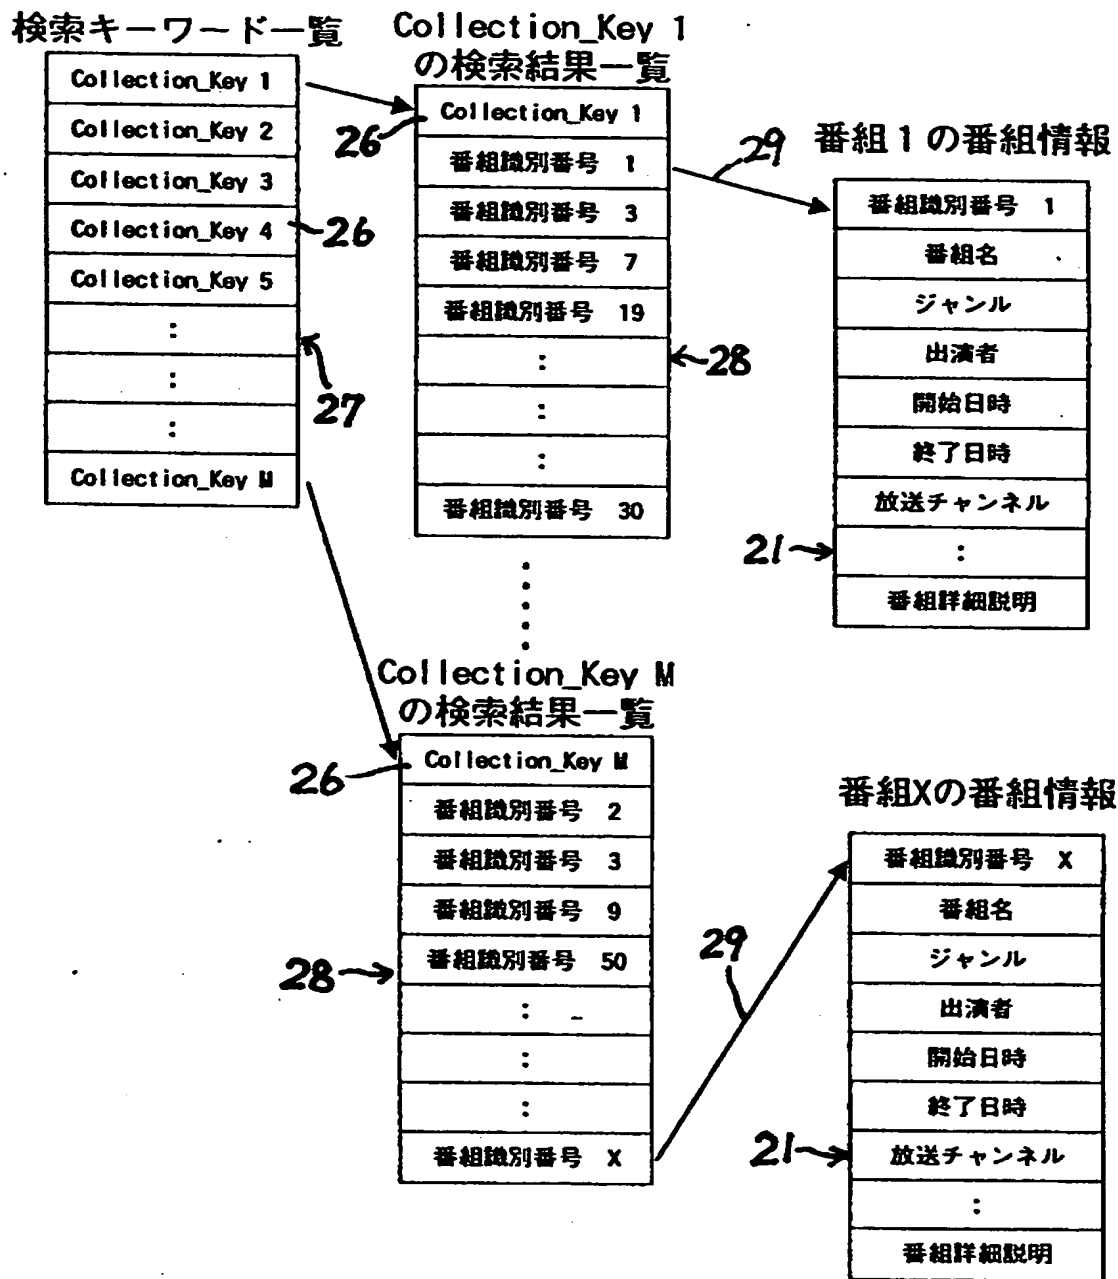 検索キーワード一覧
Collection_Key 1
Collection_Key 2
Collection_Key 3
Collection_Key 4
Collection_Key 5
:
:
:
Collection_Key M
26
27
Collection_Key 1
の検索結果一覧
Collection_Key 1
番組識別番号 1
番組識別番号 3
番組識別番号 7
番組識別番号 19
:
:
:
番組識別番号 30
26
28
29
番組1の番組情報
番組識別番号 1
番組名
ジャンル
出演者
開始日時
終了日時
放送チャンネル
:
番組詳細説明
21
Collection_Key M
の検索結果一覧
Collection_Key M
番組識別番号 2
番組識別番号 3
番組識別番号 9
番組識別番号 50
:
:
:
番組識別番号 X
26
28
29
番組Xの番組情報
番組識別番号 X
番組名
ジャンル
出演者
開始日時
終了日時
放送チャンネル
:
番組詳細説明
21